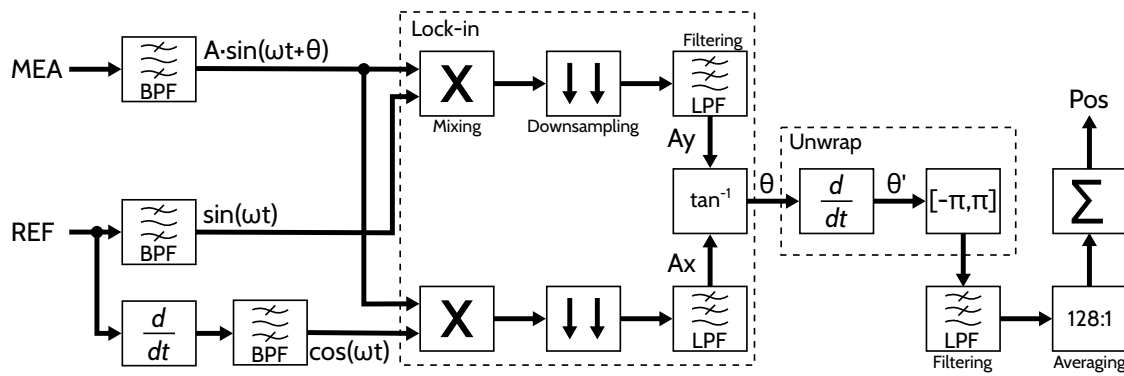 Lock-in
MEA
BPF
A·sin(ωt+θ)
X
Mixing
Downsampling
Filtering
LPF
Ay
REF
BPF
sin(ωt)
tan⁻¹
θ
Unwrap
d
dt
θ'
[-π,π]
Pos
Σ
Ax
d
dt
BPF
cos(ωt)
X
LPF
LPF
Filtering
128:1
Averaging